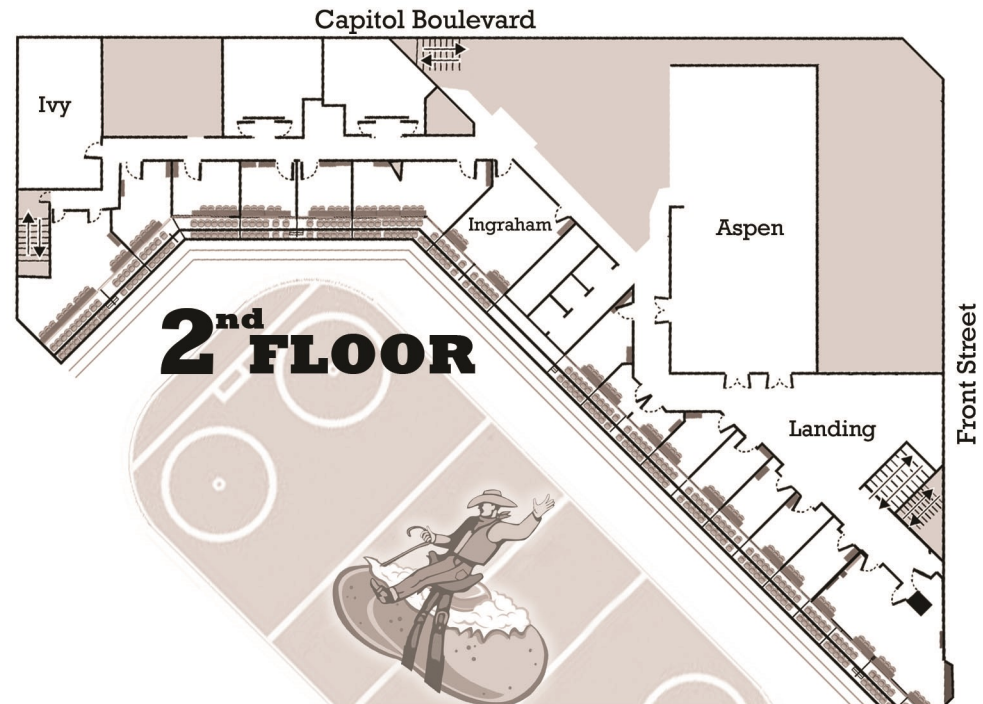 Capitol Boulevard
Ivy
Ingraham
Aspen
2nd FLOOR
Landing
Front Street